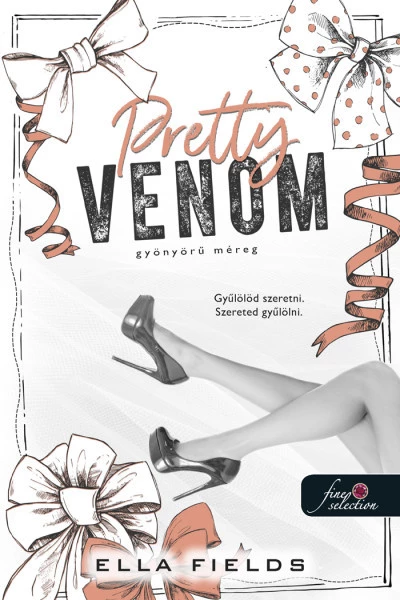 Pretty
VENOM
gyönyörű méreg
Gyűlölöd szeretni.
Szereted gyűlölni.
fine
selection
ELLA FIELDS